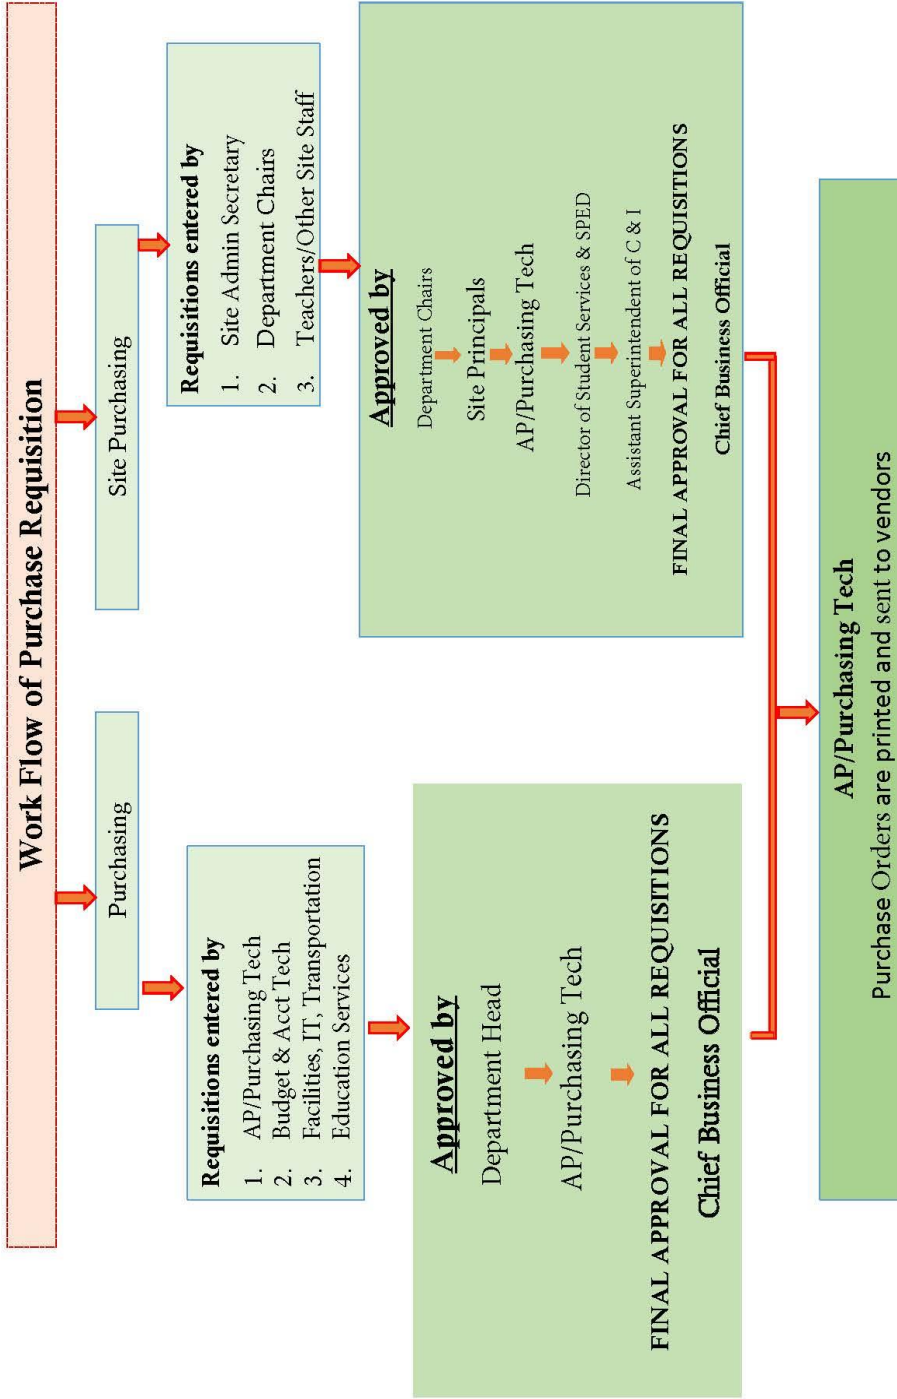 Work Flow of Purchase Requisition
Purchasing
Requisitions entered by
1. AP/Purchasing Tech
2. Budget & Acct Tech
3. Facilities, IT, Transportation
4. Education Services
Approved by
Department Head
AP/Purchasing Tech
FINAL APPROVAL FOR ALL REQUISITIONS
Chief Business Official
Site Purchasing
Requisitions entered by
1. Site Admin Secretary
2. Department Chairs
3. Teachers/Other Site Staff
Approved by
Department Chairs
Site Principals
AP/Purchasing Tech
Director of Student Services & SPED
Assistant Superintendent of C & I
FINAL APPROVAL FOR ALL REQUISITIONS
Chief Business Official
AP/Purchasing Tech
Purchase Orders are printed and sent to vendors